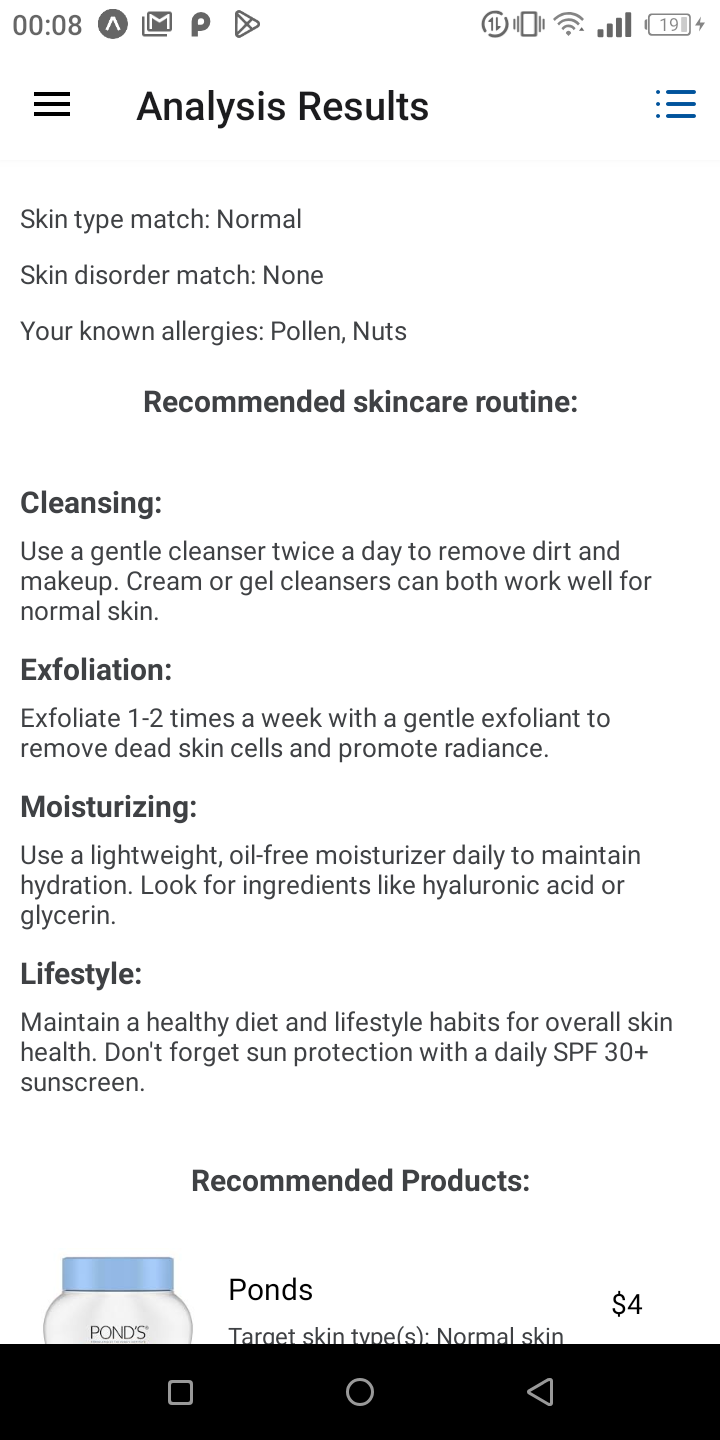 00:08
19
Analysis Results
Skin type match: Normal
Skin disorder match: None
Your known allergies: Pollen, Nuts
Recommended skincare routine:
Cleansing:
Use a gentle cleanser twice a day to remove dirt and
makeup. Cream or gel cleansers can both work well for
normal skin.
Exfoliation:
Exfoliate 1-2 times a week with a gentle exfoliant to
remove dead skin cells and promote radiance.
Moisturizing:
Use a lightweight, oil-free moisturizer daily to maintain
hydration. Look for ingredients like hyaluronic acid or
glycerin.
Lifestyle:
Maintain a healthy diet and lifestyle habits for overall skin
health. Don't forget sun protection with a daily SPF 30+
sunscreen.
Recommended Products:
POND'S
Ponds
$4
Target skin type(s): Normal skin